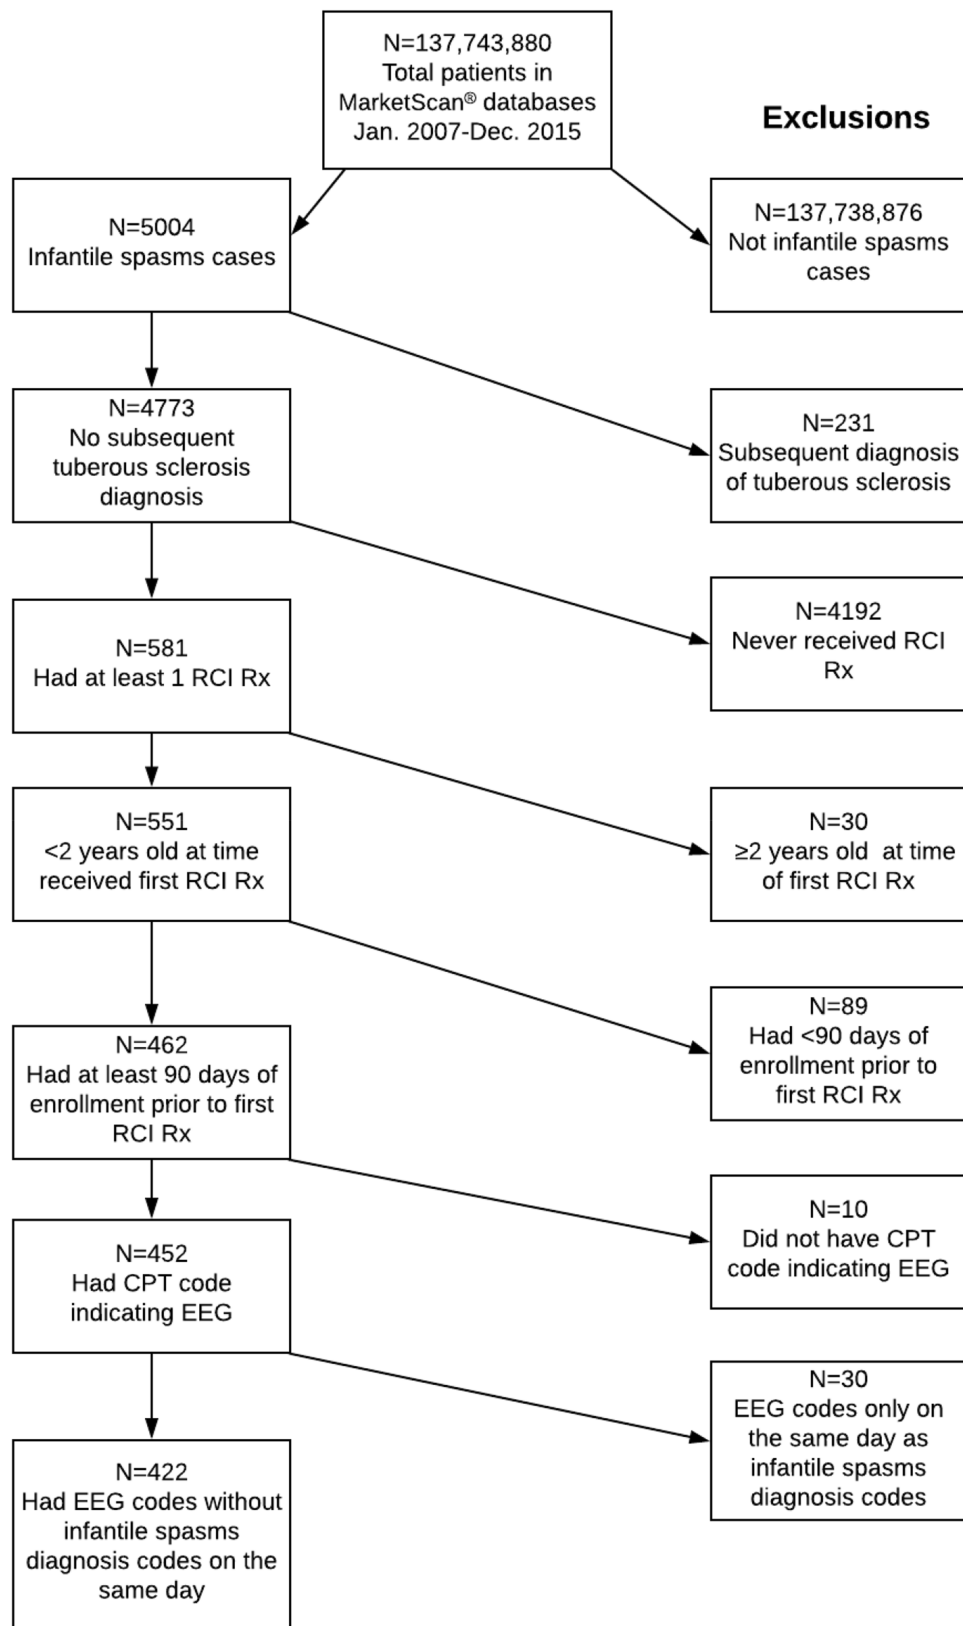 N=137,743,880
Total patients in
MarketScan® databases
Jan. 2007-Dec. 2015
Exclusions
N=5004
Infantile spasms cases
N=137,738,876
Not infantile spasms
cases
N=4773
No subsequent
tuberous sclerosis
diagnosis
N=231
Subsequent diagnosis
of tuberous sclerosis
N=581
Had at least 1 RCI Rx
N=4192
Never received RCI
Rx
N=551
<2 years old at time
received first RCI Rx
N=30
≥2 years old  at time
of first RCI Rx
N=462
Had at least 90 days of
enrollment prior to first
RCI Rx
N=89
Had <90 days of
enrollment prior to
first RCI Rx
N=452
Had CPT code
indicating EEG
N=10
Did not have CPT
code indicating EEG
N=422
Had EEG codes without
infantile spasms
diagnosis codes on the
same day
N=30
EEG codes only on
the same day as
infantile spasms
diagnosis codes